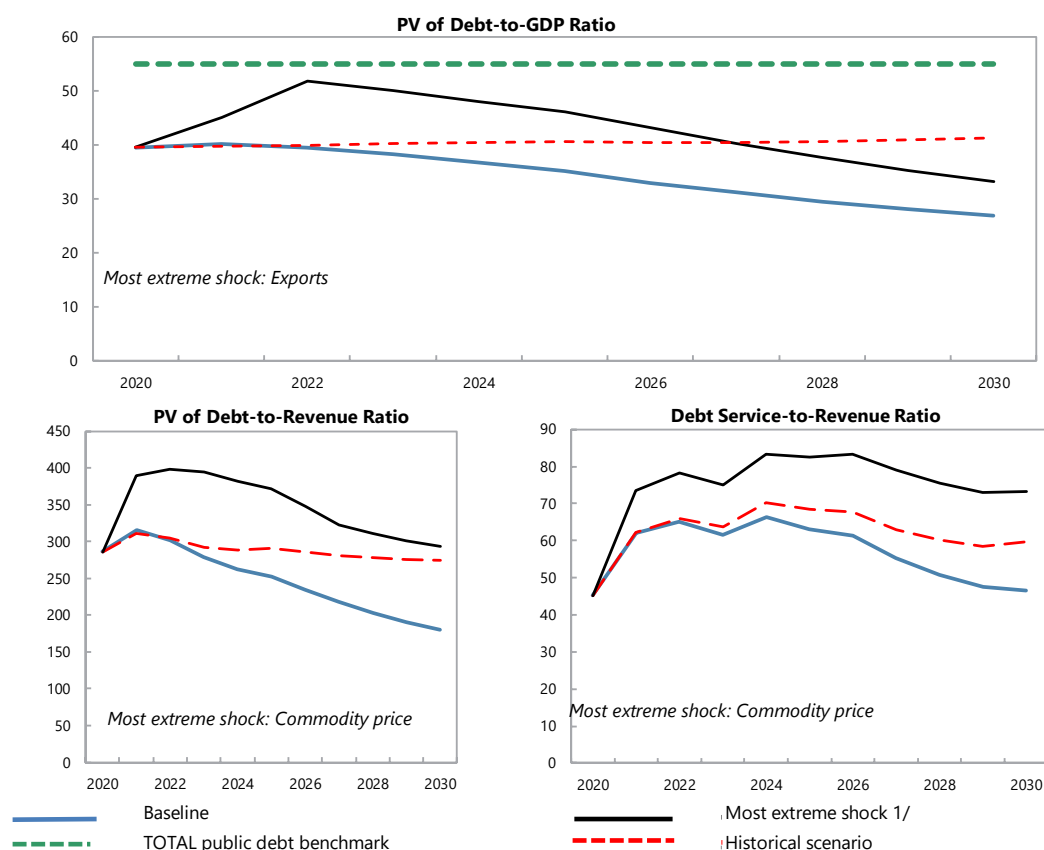 PV of Debt-to-GDP Ratio
60
50
40
30
20
10
0
Most extreme shock: Exports
2020 2022 2024 2026 2028 2030
PV of Debt-to-Revenue Ratio
450
400
350
300
250
200
150
100
50
0
Most extreme shock: Commodity price
2020 2022 2024 2026 2028 2030
Debt Service-to-Revenue Ratio
90
80
70
60
50
40
30
20
10
0
Most extreme shock: Commodity price
2020 2022 2024 2026 2028 2030
Baseline
Most extreme shock 1/
TOTAL public debt benchmark
Historical scenario